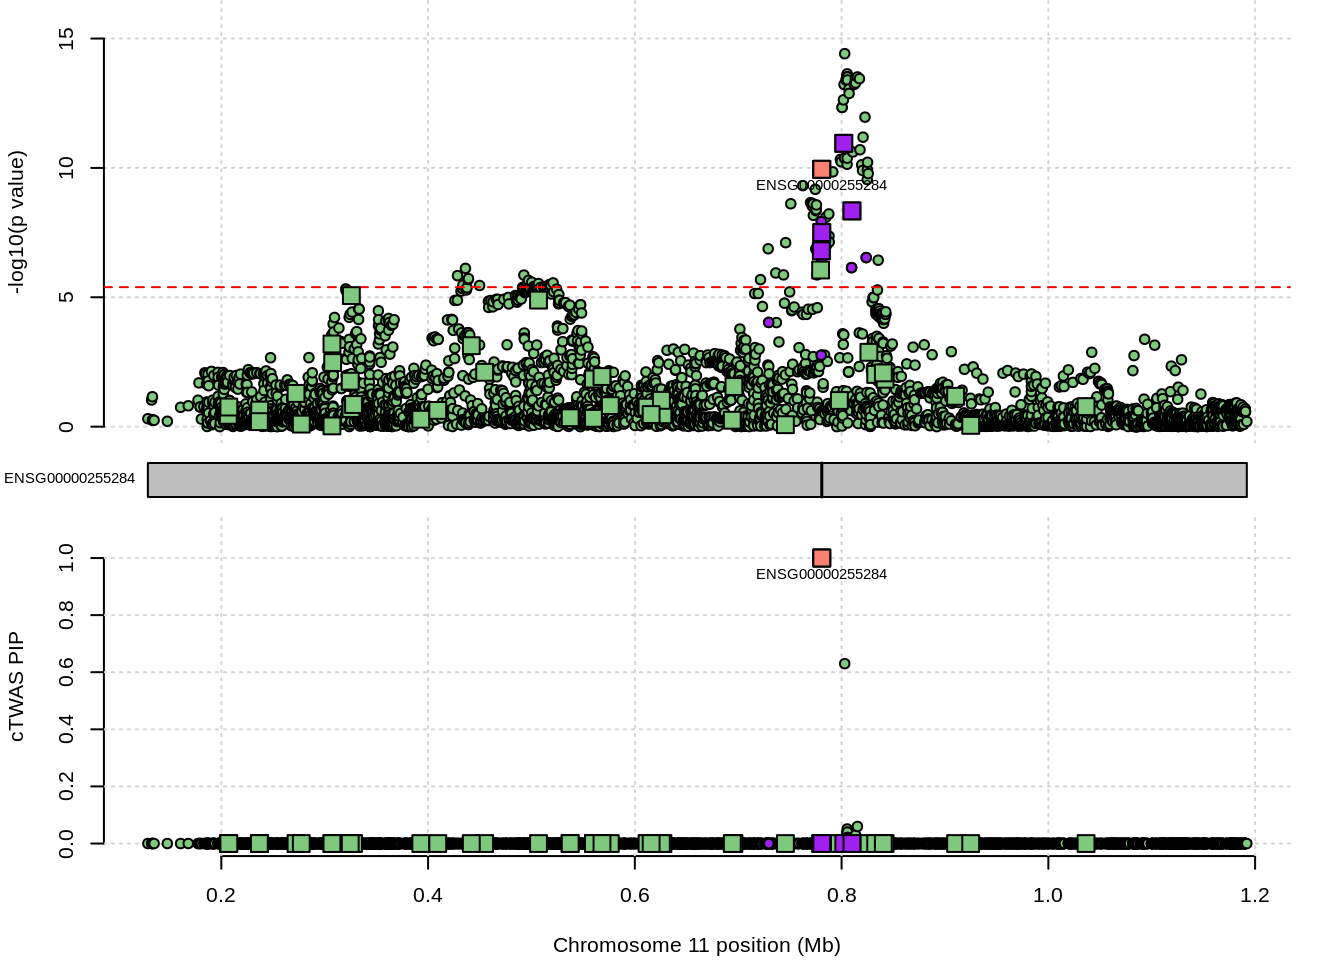 15
10
5
0
-log10(p value)
ENSG00000255284
ENSG00000255284
1.0
0.8
0.6
0.4
0.2
0.0
cTWAS PIP
ENSG00000255284
0.2 0.4 0.6 0.8 1.0 1.2
Chromosome 11 position (Mb)